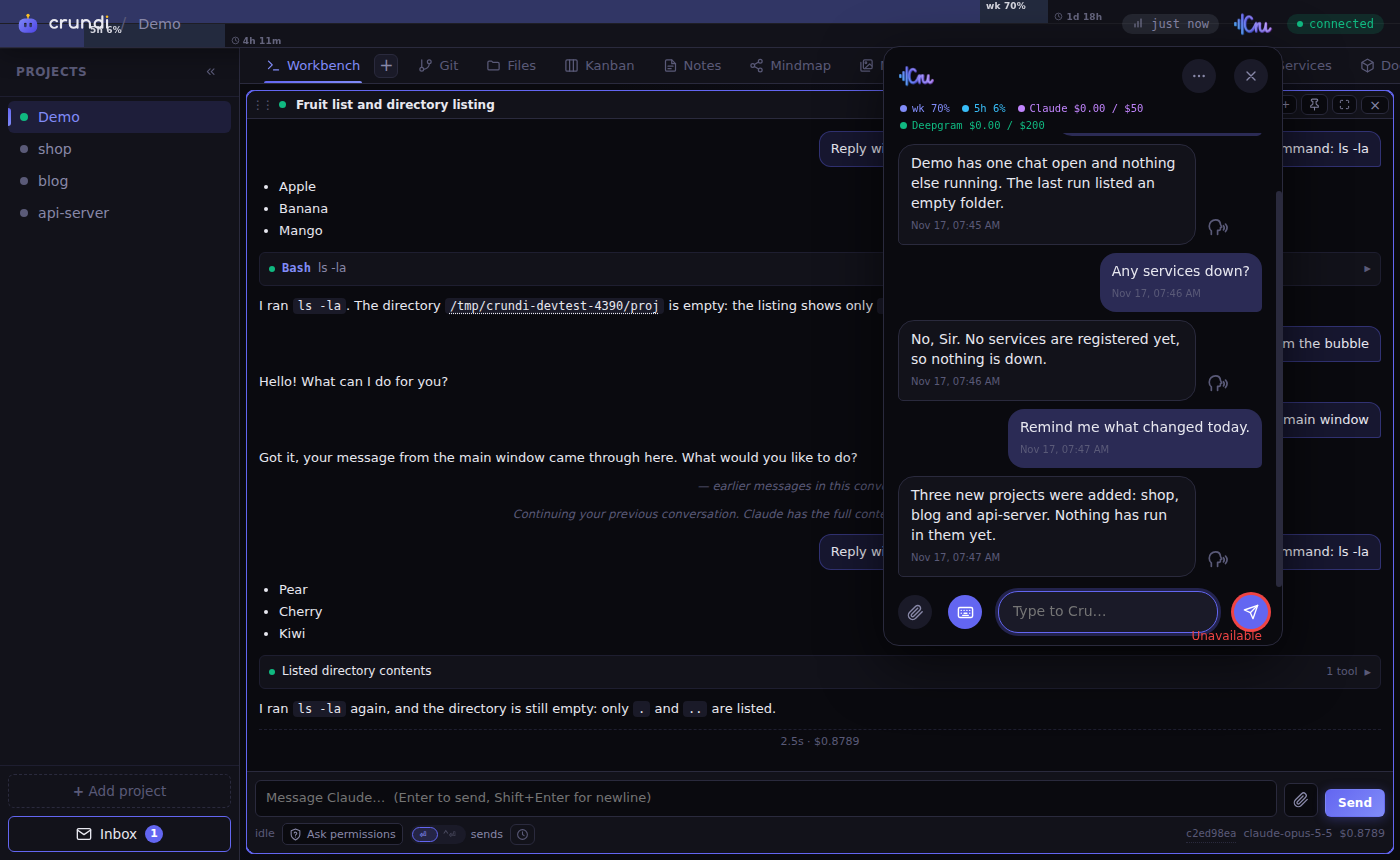 crundi / Demo
wk 70%
1d 18h
5h 6%
4h 11m
just now
Cru
connected
PROJECTS «
Demo
shop
blog
api-server
+ Add project
Inbox 1
Workbench + Git Files Kanban Notes Mindmap
ervices Do
Fruit list and directory listing
Reply wi
mmand: ls -la
• Apple
• Banana
• Mango
Bash ls -la
I ran ls -la. The directory /tmp/crundi-devtest-4390/proj is empty: the listing shows only
m the bubble
Hello! What can I do for you?
main window
Got it, your message from the main window came through here. What would you like to do?
— earlier messages in this conv
Continuing your previous conversation. Claude has the full conte
Reply wi
mmand: ls -la
• Pear
• Cherry
• Kiwi
Listed directory contents
1 tool
I ran ls -la again, and the directory is still empty: only . and .. are listed.
2.5s · $0.8789
Message Claude… (Enter to send, Shift+Enter for newline)
Send
idle Ask permissions sends
c2ed98ea claude-opus-5-5 $0.8789
Cru
wk 70% 5h 6% Claude $0.00 / $50
Deepgram $0.00 / $200
Demo has one chat open and nothing
else running. The last run listed an
empty folder.
Nov 17, 07:45 AM
Any services down?
Nov 17, 07:46 AM
No, Sir. No services are registered yet,
so nothing is down.
Nov 17, 07:46 AM
Remind me what changed today.
Nov 17, 07:47 AM
Three new projects were added: shop,
blog and api-server. Nothing has run
in them yet.
Nov 17, 07:47 AM
Type to Cru…
Unavailable